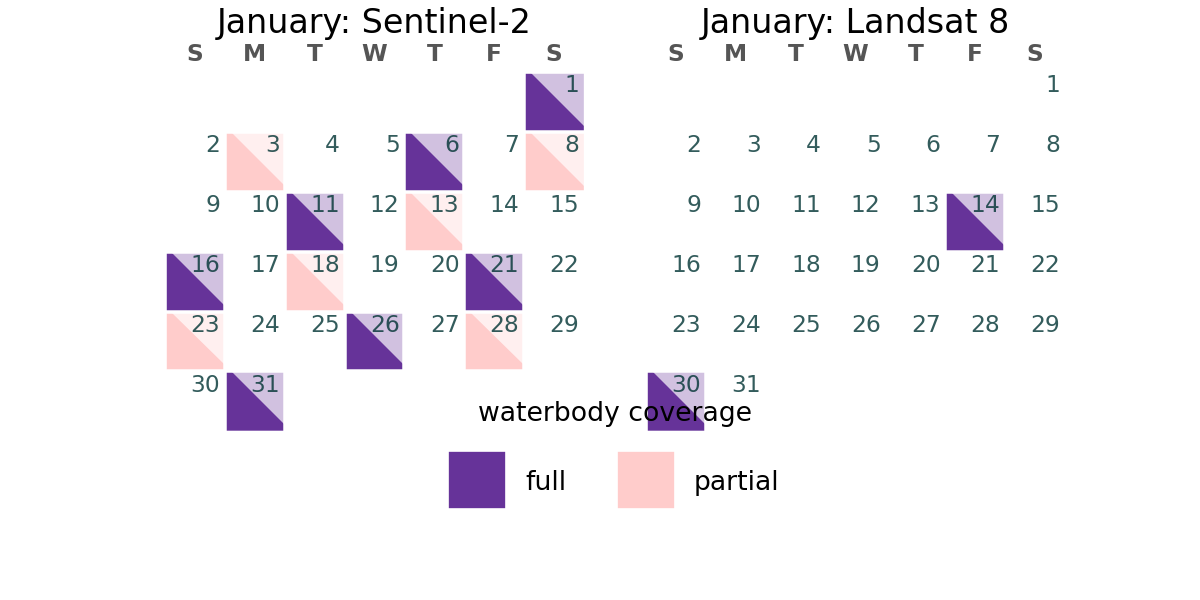 January: Sentinel-2
S M T W T F S
1
2 3 4 5 6 7 8
9 10 11 12 13 14 15
16 17 18 19 20 21 22
23 24 25 26 27 28 29
30 31
January: Landsat 8
S M T W T F S
1
2 3 4 5 6 7 8
9 10 11 12 13 14 15
16 17 18 19 20 21 22
23 24 25 26 27 28 29
30 31
waterbody coverage
full partial